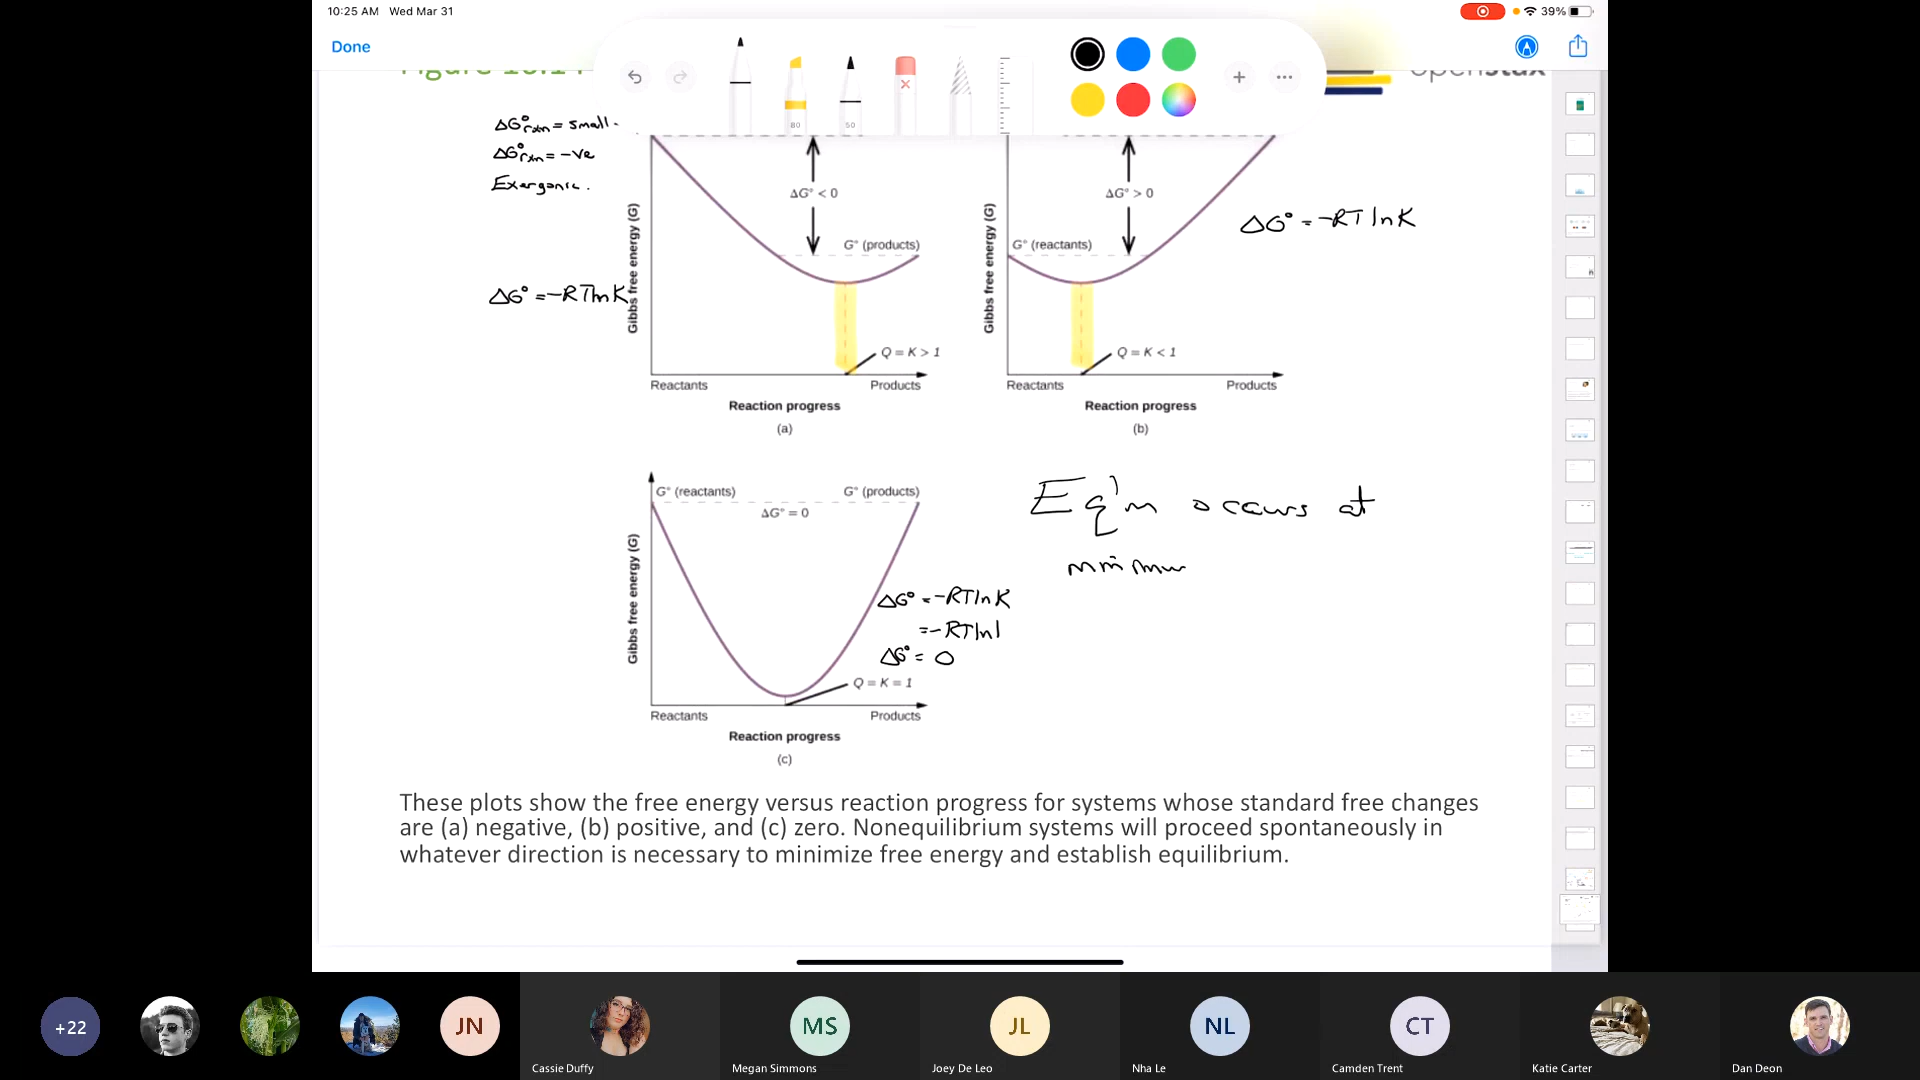 10:25 AM Wed Mar 31
39%
Done
openstax
80
50
ΔG°rxn = small
ΔG°rxn = -ve
Exergonic.
ΔG° = -RTlnK
Gibbs free energy (G)
ΔG° < 0
G° (products)
Q = K > 1
Reactants
Products
Reaction progress
(a)
Gibbs free energy (G)
ΔG° > 0
G° (reactants)
Q = K < 1
Reactants
Products
Reaction progress
(b)
ΔG° = -RTlnK
Gibbs free energy (G)
G° (reactants)
G° (products)
ΔG° = 0
ΔG° = -RTlnK
= -RTln1
ΔG° = 0
Q = K = 1
Reactants
Products
Reaction progress
(c)
Eq'm occurs at
These plots show the free energy versus reaction progress for systems whose standard free changes
are (a) negative, (b) positive, and (c) zero. Nonequilibrium systems will proceed spontaneously in
whatever direction is necessary to minimize free energy and establish equilibrium.
+22
JN
MS
JL
NL
CT
Cassie Duffy
Megan Simmons
Joey De Leo
Nha Le
Camden Trent
Katie Carter
Dan Deon